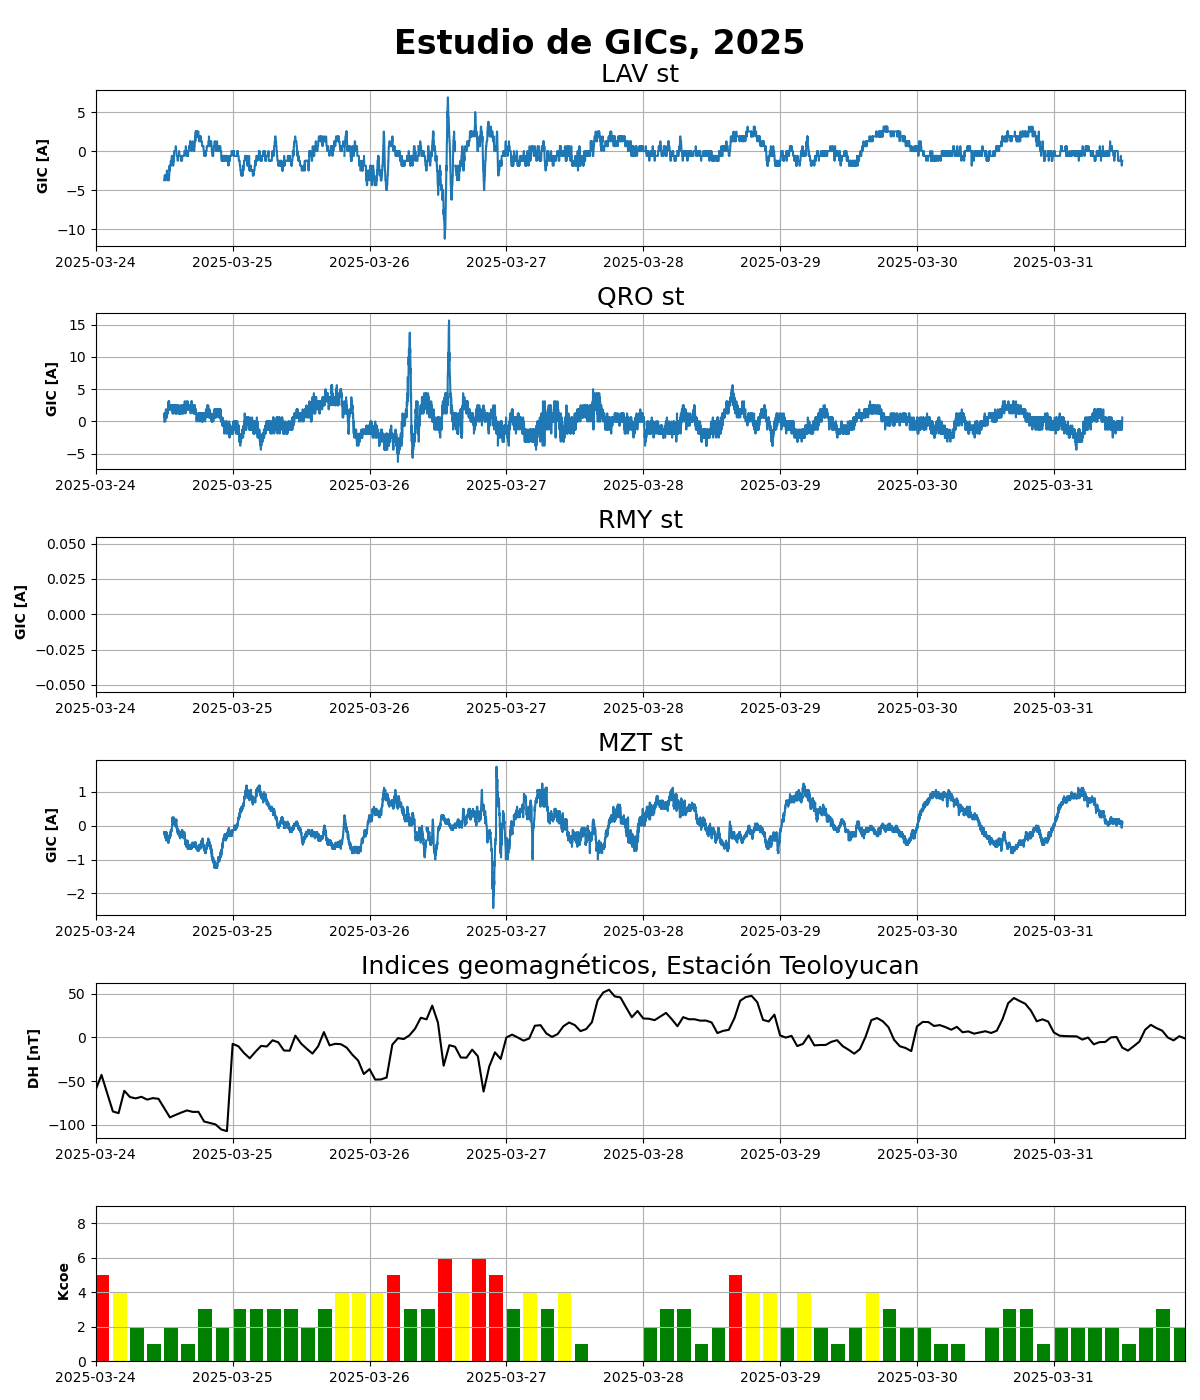 Estudio de GICs, 2025
LAV st
GIC [A]
5
0
−5
−10
2025-03-24 2025-03-25 2025-03-26 2025-03-27 2025-03-28 2025-03-29 2025-03-30 2025-03-31
QRO st
GIC [A]
15
10
5
0
−5
2025-03-24 2025-03-25 2025-03-26 2025-03-27 2025-03-28 2025-03-29 2025-03-30 2025-03-31
RMY st
GIC [A]
0.050
0.025
0.000
−0.025
−0.050
2025-03-24 2025-03-25 2025-03-26 2025-03-27 2025-03-28 2025-03-29 2025-03-30 2025-03-31
MZT st
GIC [A]
1
0
−1
−2
2025-03-24 2025-03-25 2025-03-26 2025-03-27 2025-03-28 2025-03-29 2025-03-30 2025-03-31
Indices geomagnéticos, Estación Teoloyucan
DH [nT]
50
0
−50
−100
2025-03-24 2025-03-25 2025-03-26 2025-03-27 2025-03-28 2025-03-29 2025-03-30 2025-03-31
Kcoe
8
6
4
2
0
2025-03-24 2025-03-25 2025-03-26 2025-03-27 2025-03-28 2025-03-29 2025-03-30 2025-03-31